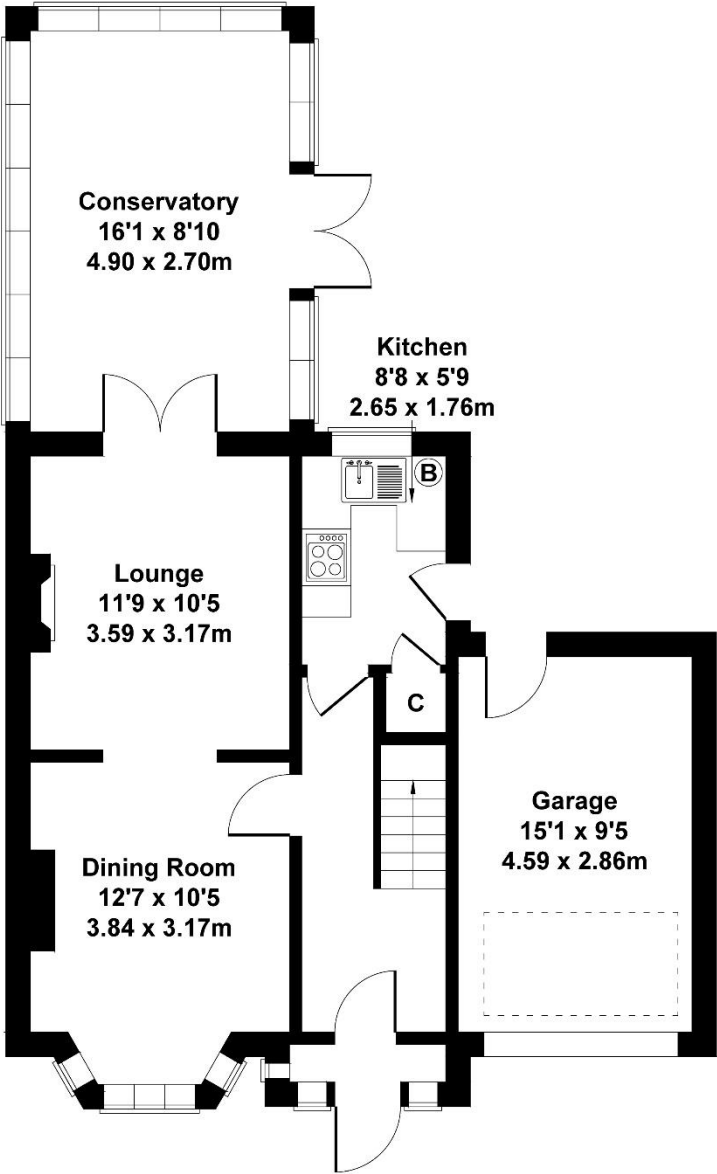 Conservatory
16'1 x 8'10
4.90 x 2.70m
Kitchen
8'8 x 5'9
2.65 x 1.76m
B
Lounge
11'9 x 10'5
3.59 x 3.17m
C
Garage
15'1 x 9'5
4.59 x 2.86m
Dining Room
12'7 x 10'5
3.84 x 3.17m